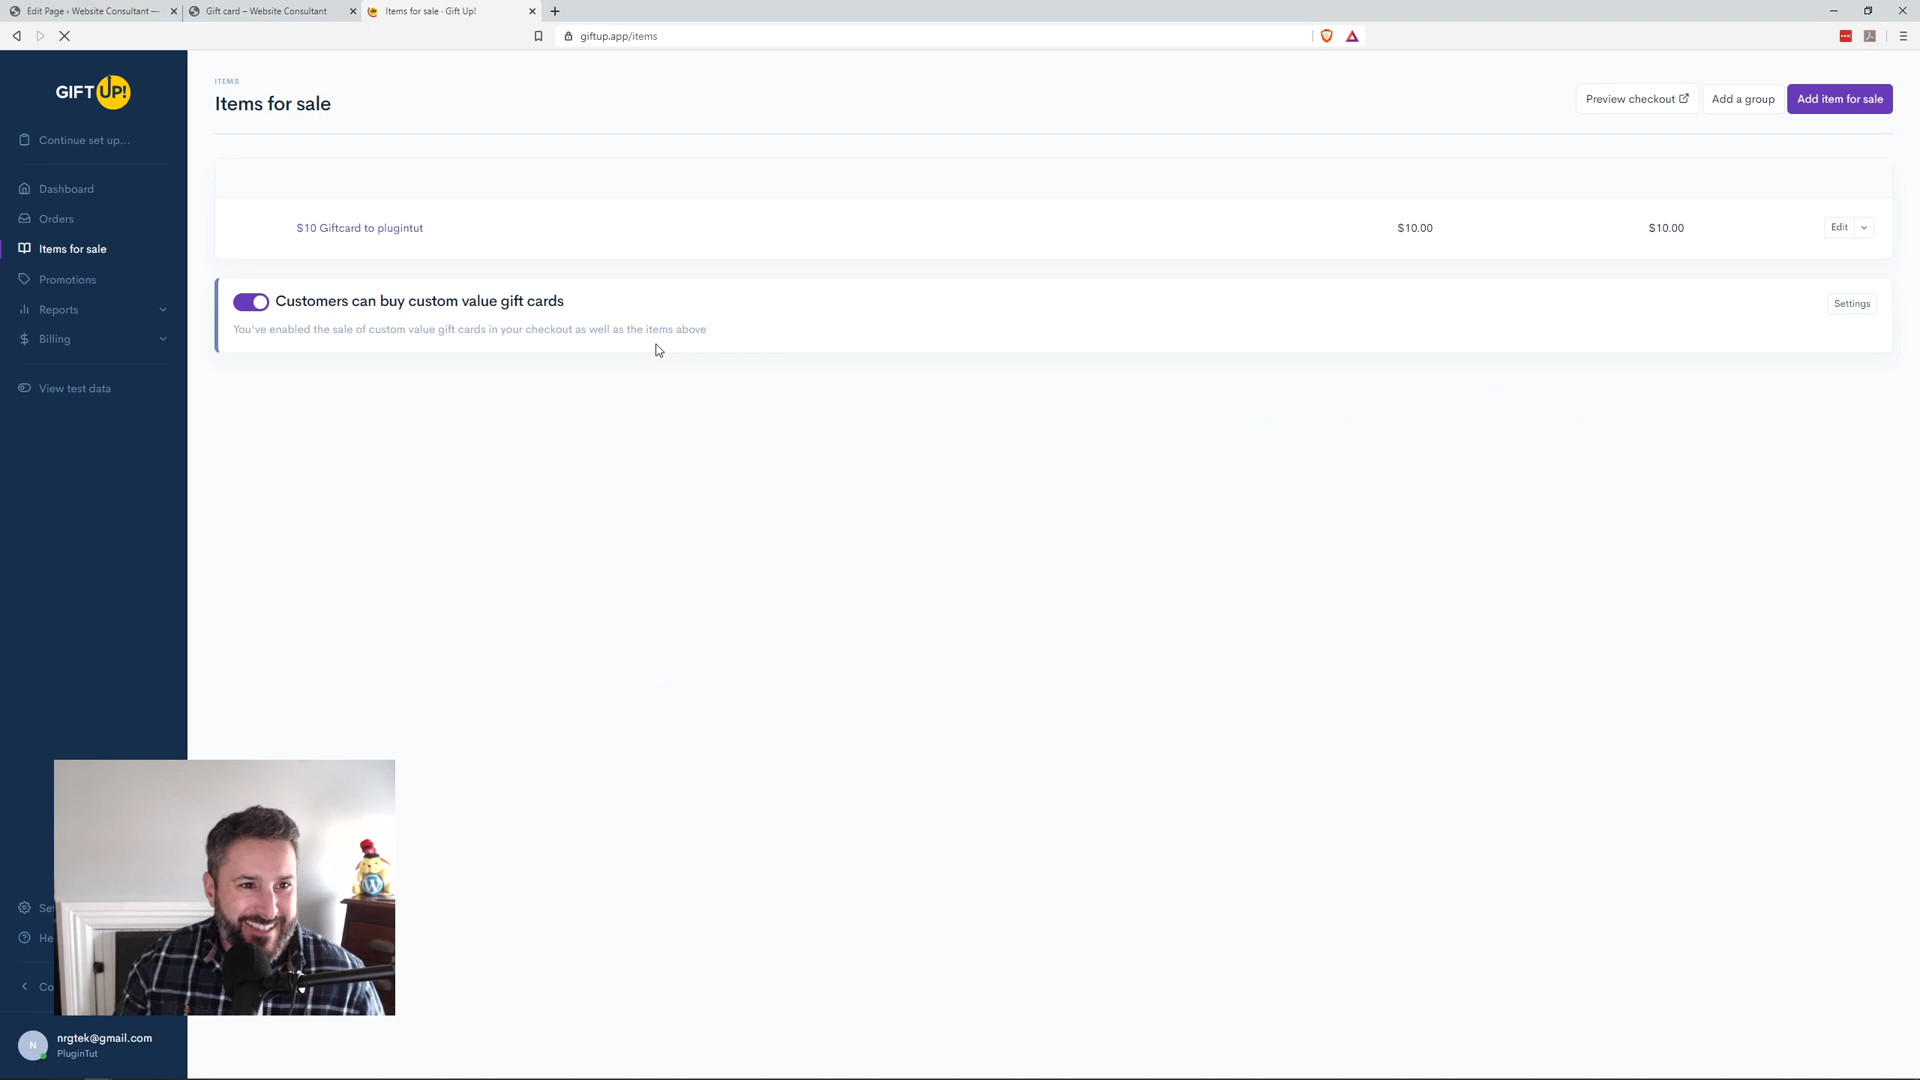 Edit Page ‹ Website Consultant —
Gift card – Website Consultant
Items for sale · Gift Up!
giftup.app/items
GIFT UP!
Continue set up...
Dashboard
Orders
Items for sale
Promotions
Reports
Billing
View test data
nrgtek@gmail.com
PluginTut
N
ITEMS
Items for sale
Preview checkout
Add a group
Add item for sale
$10 Giftcard to plugintut
$10.00
$10.00
Edit
Customers can buy custom value gift cards
Settings
You've enabled the sale of custom value gift cards in your checkout as well as the items above